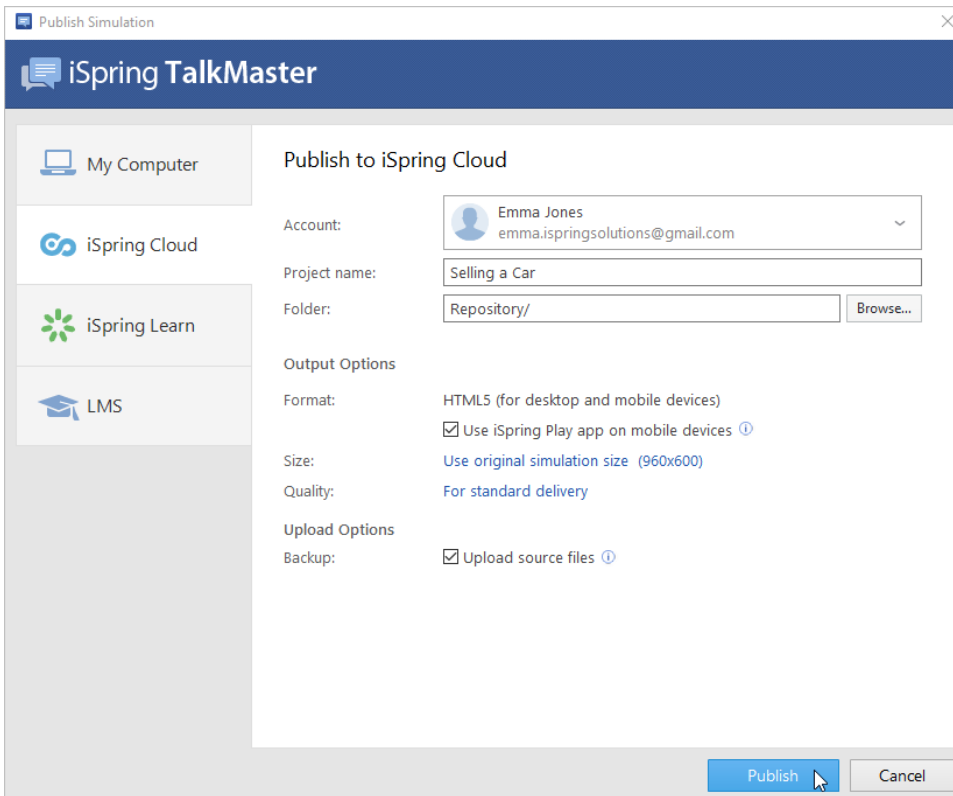 Publish Simulation
iSpring TalkMaster
My Computer
iSpring Cloud
iSpring Learn
LMS
Publish to iSpring Cloud
Account:
Emma Jones
emma.ispringsolutions@gmail.com
Project name:
Selling a Car
Folder:
Repository/
Browse...
Output Options
Format:
HTML5 (for desktop and mobile devices)
Use iSpring Play app on mobile devices
Size:
Use original simulation size (960x600)
Quality:
For standard delivery
Upload Options
Backup:
Upload source files
Publish
Cancel